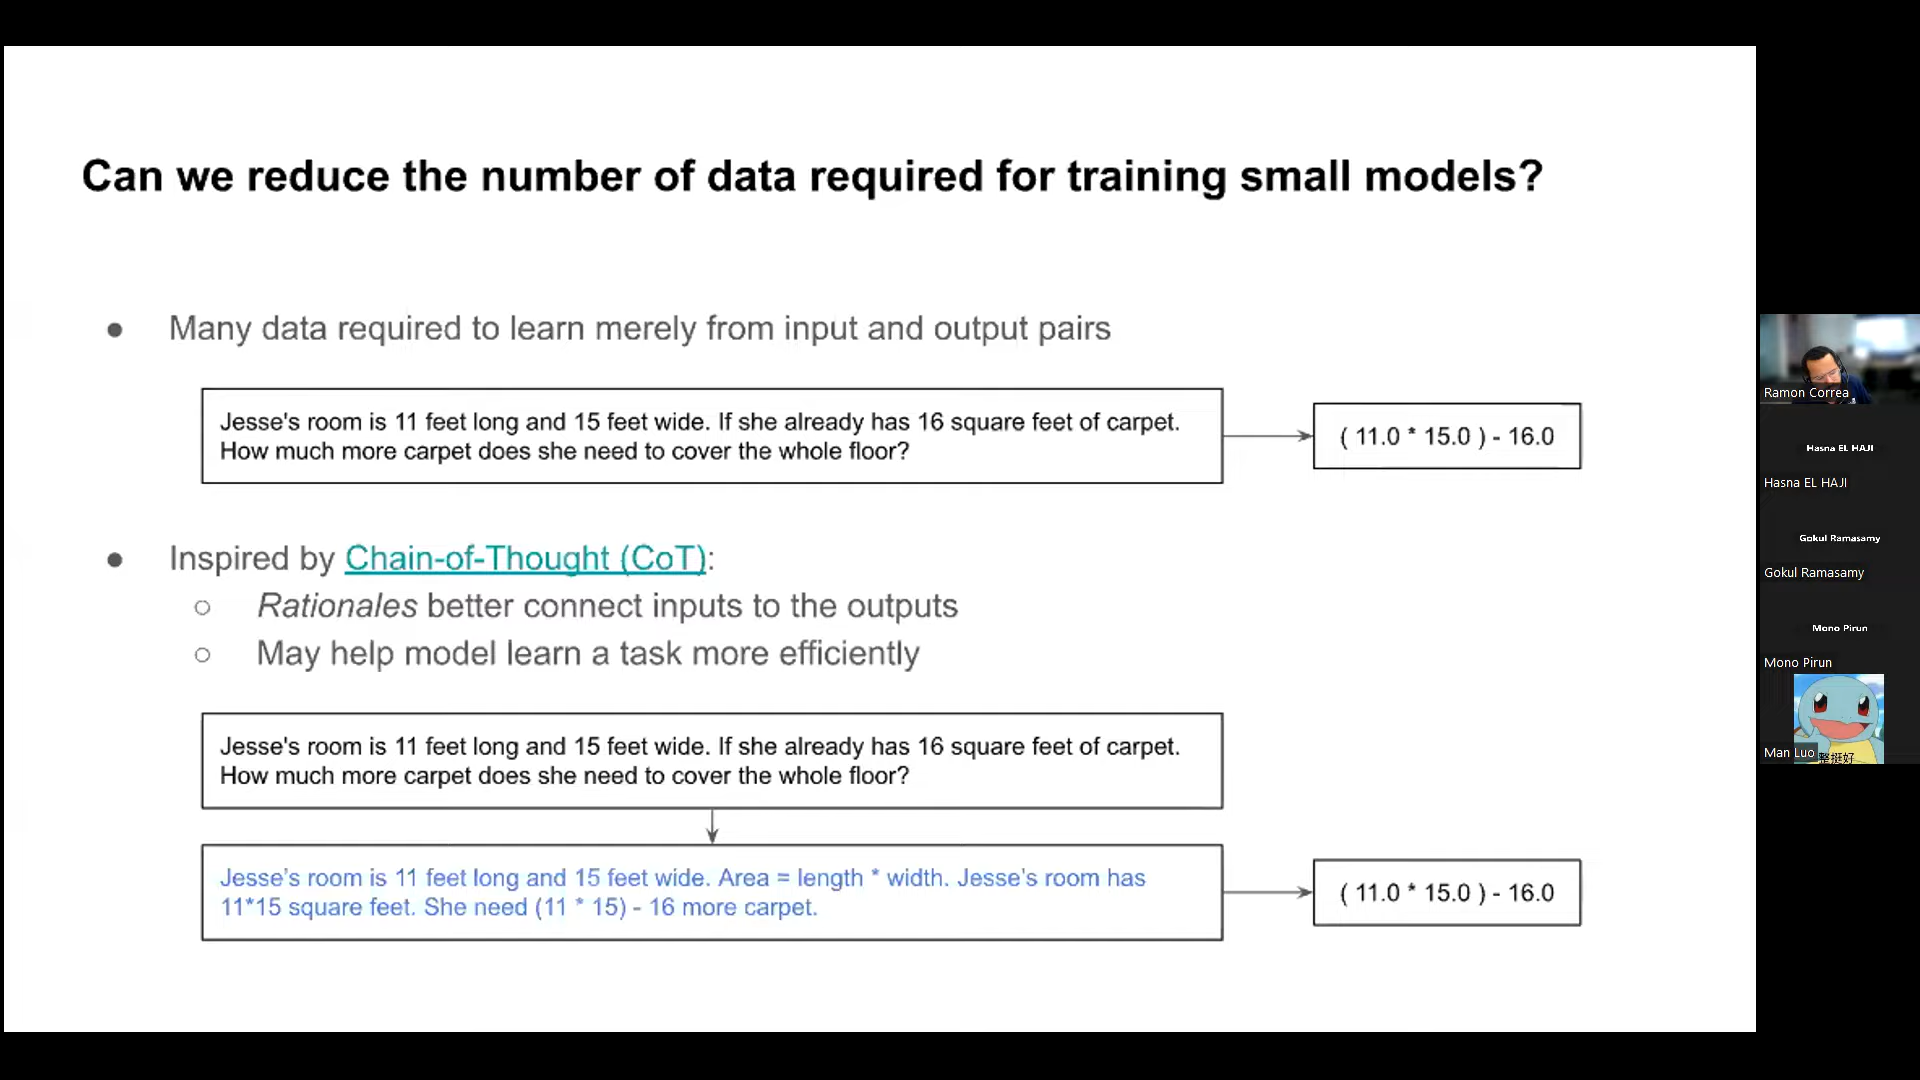 Can we reduce the number of data required for training small models?
● Many data required to learn merely from input and output pairs
Jesse's room is 11 feet long and 15 feet wide. If she already has 16 square feet of carpet.
How much more carpet does she need to cover the whole floor?
( 11.0 * 15.0 ) - 16.0
● Inspired by Chain-of-Thought (CoT):
○ Rationales better connect inputs to the outputs
○ May help model learn a task more efficiently
Jesse's room is 11 feet long and 15 feet wide. If she already has 16 square feet of carpet.
How much more carpet does she need to cover the whole floor?
Jesse's room is 11 feet long and 15 feet wide. Area = length * width. Jesse's room has
11*15 square feet. She need (11 * 15) - 16 more carpet.
( 11.0 * 15.0 ) - 16.0
Ramon Correa
Hasna EL HAJI
Hasna EL HAJI
Gokul Ramasamy
Gokul Ramasamy
Mono Pirun
Mono Pirun
Man Luo
整挺好